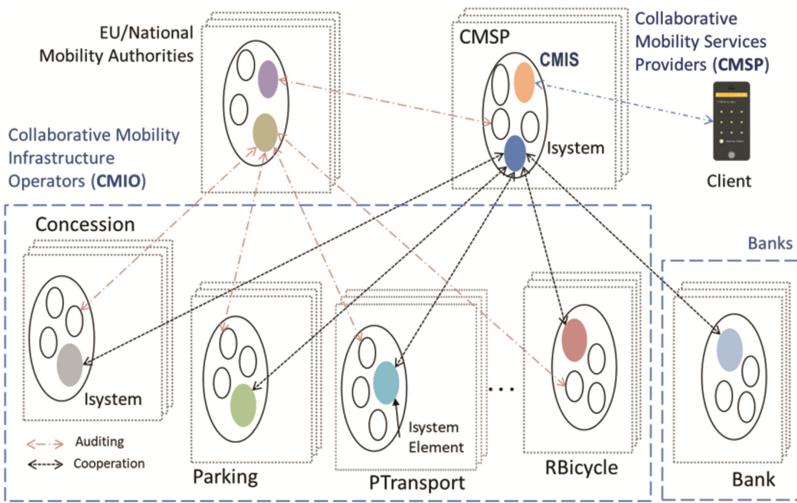 EU/National
Mobility Authorities
CMSP
CMIS
Collaborative
Mobility Services
Providers (CMSP)
Isystem
Client
Collaborative Mobility
Infrastructure
Operators (CMIO)
Concession
Banks
Isystem
Isystem
Element
...
Auditing
Cooperation
Parking
PTransport
RBicycle
Bank